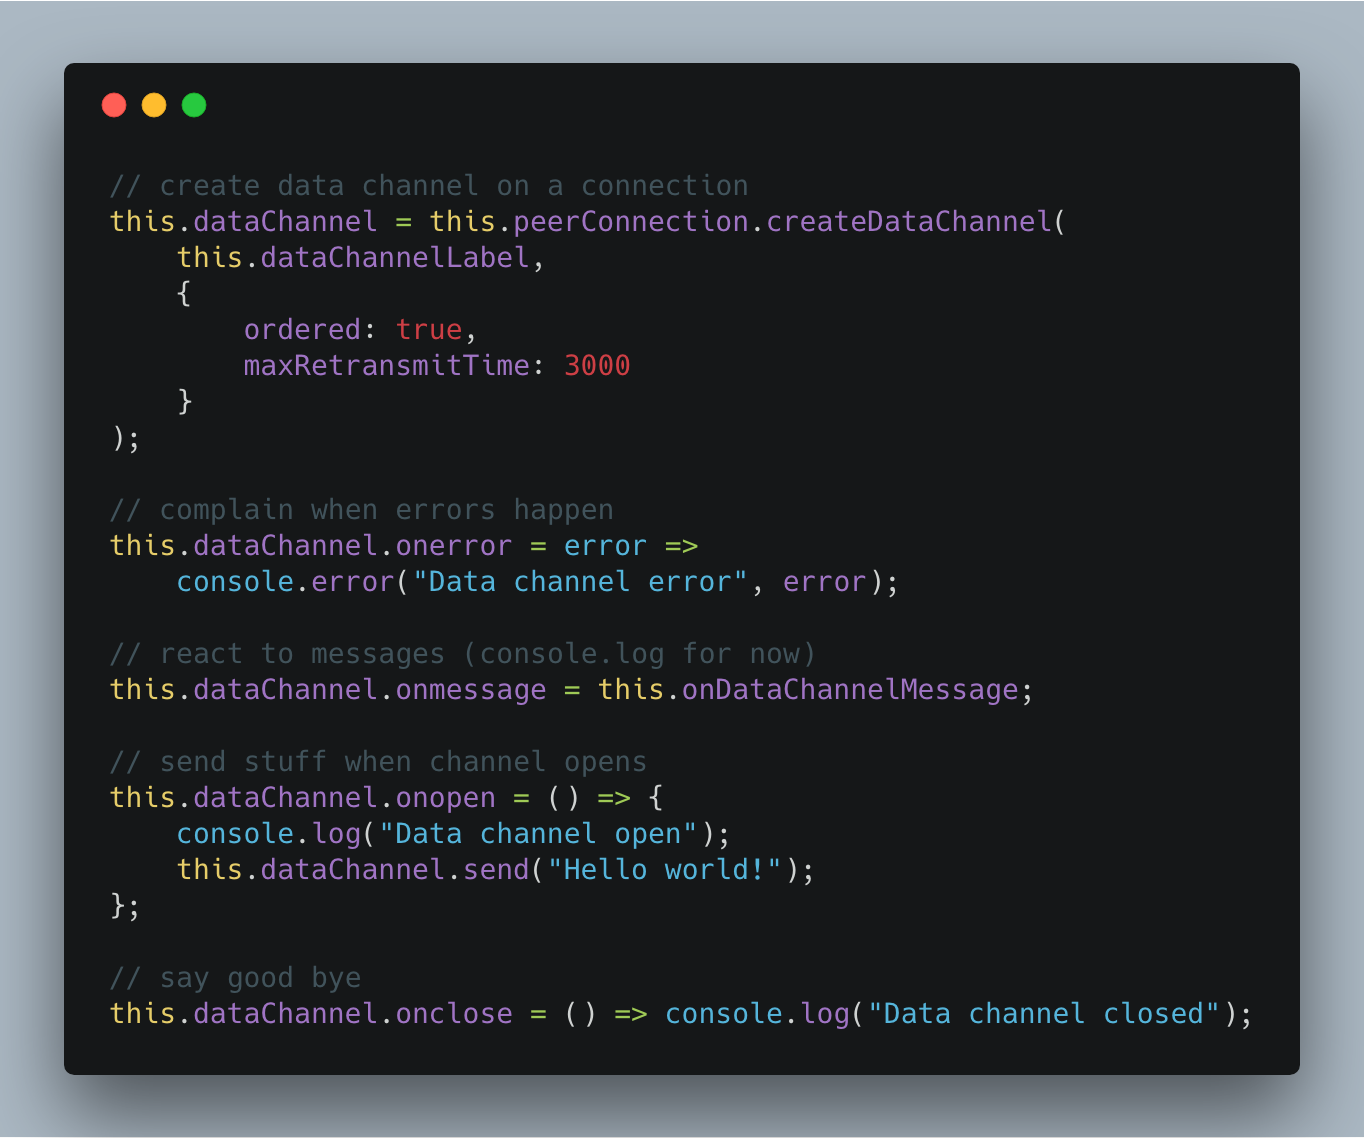 // create data channel on a connection
this.dataChannel = this.peerConnection.createDataChannel(
    this.dataChannelLabel,
    {
        ordered: true,
        maxRetransmitTime: 3000
    }
);

// complain when errors happen
this.dataChannel.onerror = error =>
    console.error("Data channel error", error);

// react to messages (console.log for now)
this.dataChannel.onmessage = this.onDataChannelMessage;

// send stuff when channel opens
this.dataChannel.onopen = () => {
    console.log("Data channel open");
    this.dataChannel.send("Hello world!");
};

// say good bye
this.dataChannel.onclose = () => console.log("Data channel closed");